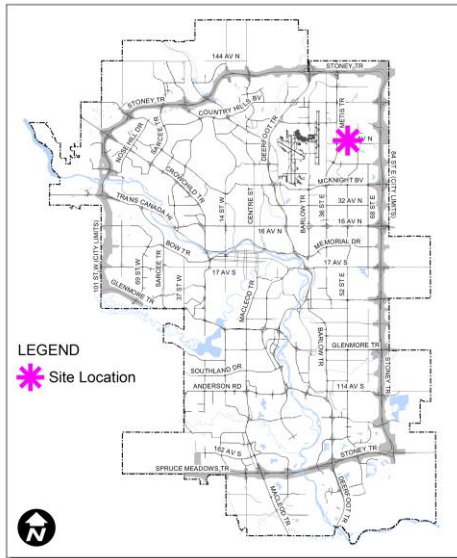 144 AV N
STONEY TR
STONEY TR
COUNTRY HILLS BV
METIS TR
DEERFOOT TR
NOSE HILL DR
SARCEE TR
AV N
CROWCHILD TR
MCKNIGHT BV
84 ST E (CITY LIMITS)
TRANS CANADA HI
14 ST W
CENTRE ST
BARLOW TR
36 ST E
32 AV N
68 ST E
16 AV N
16 AV N
101 ST W (CITY LIMITS)
BOW TR
MEMORIAL DR
69 ST W
SARCEE TR
37 ST W
17 AV S
17 AV S
52 ST E
GLENMORE TR
MACLEOD TR
BARLOW TR
GLENMORE TR
LEGEND
Site Location
SOUTHLAND DR
ANDERSON RD
114 AV S
STONEY TR
162 AV S
STONEY TR
SPRUCE MEADOWS TR
MACLEOD TR
DEERFOOT TR
N